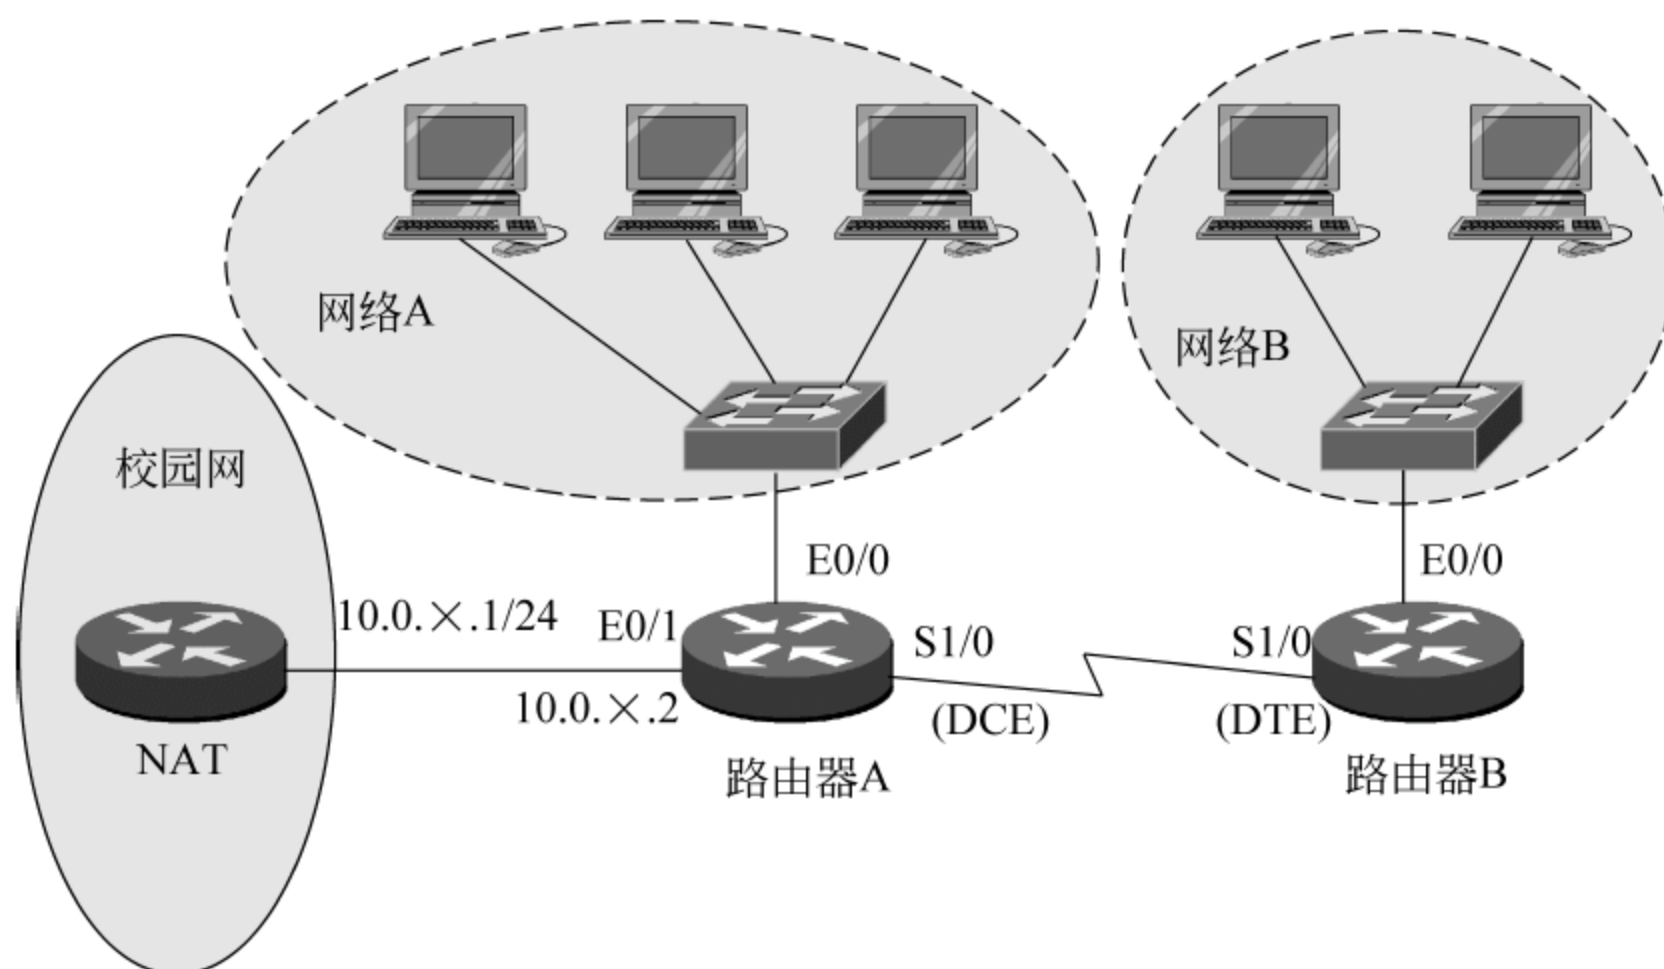 网络A
网络B
校园网
E0/0
E0/0
10.0.×.1/24
E0/1
S1/0
S1/0
10.0.×.2
(DCE)
(DTE)
NAT
路由器A
路由器B